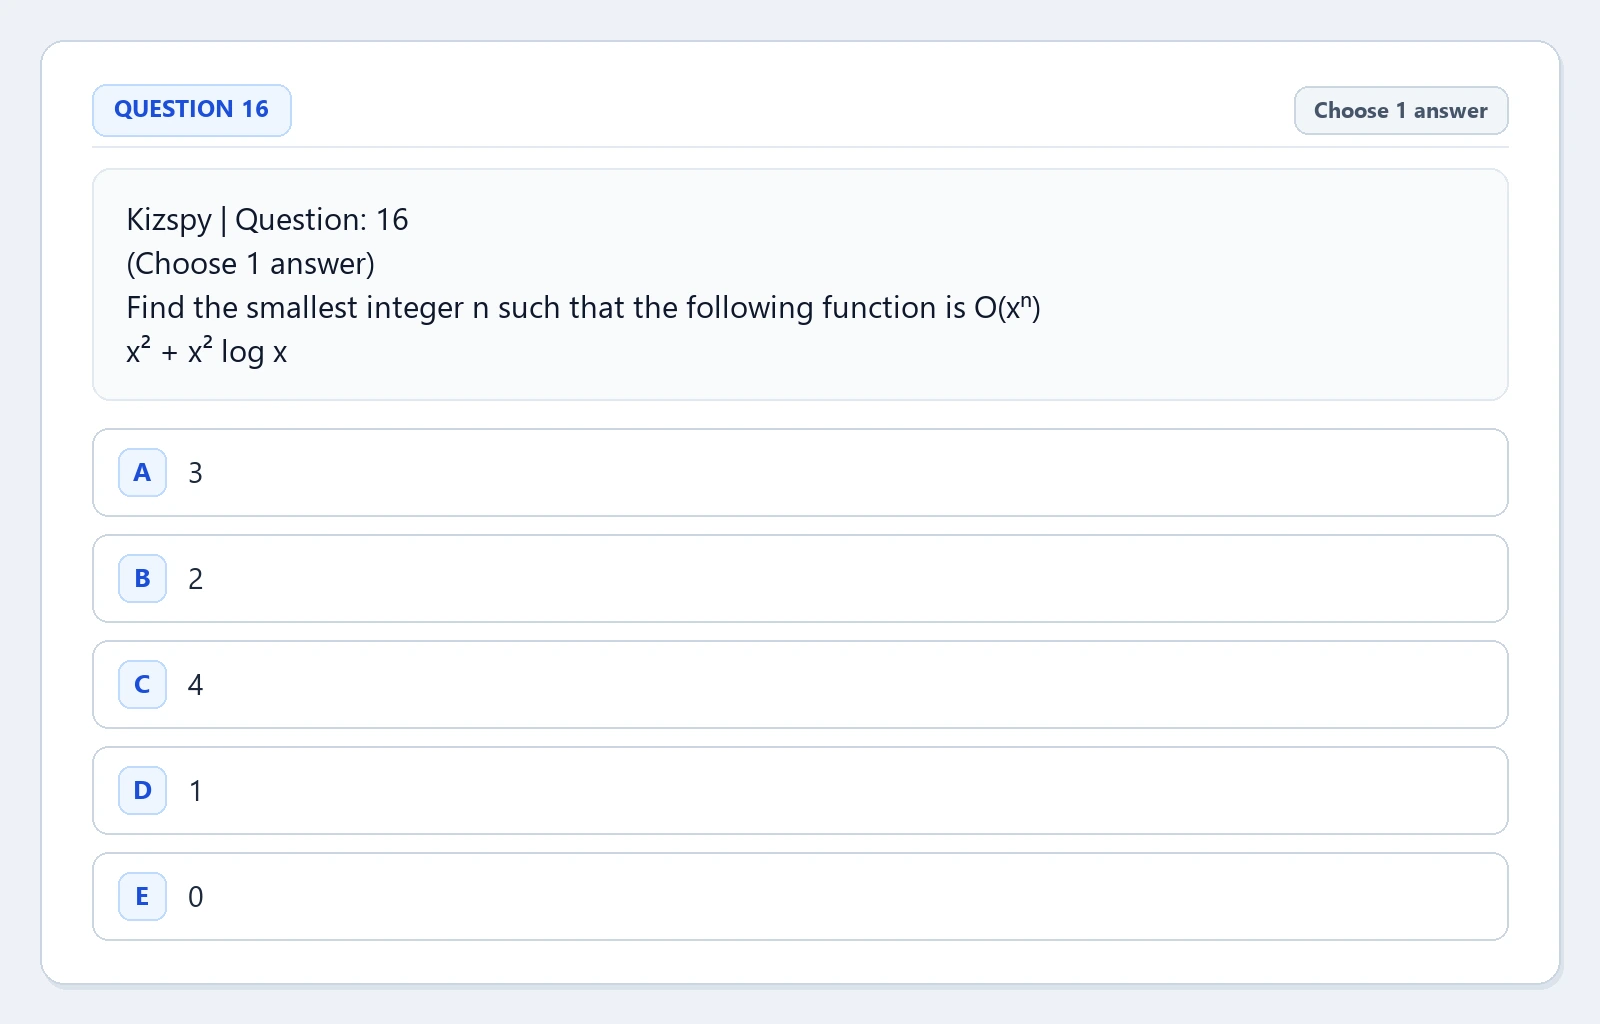 QUESTION 16
Choose 1 answer
Kizspy | Question: 16
(Choose 1 answer)
Find the smallest integer n such that the following function is O(xⁿ)
x² + x² log x
A 3
B 2
C 4
D 1
E 0